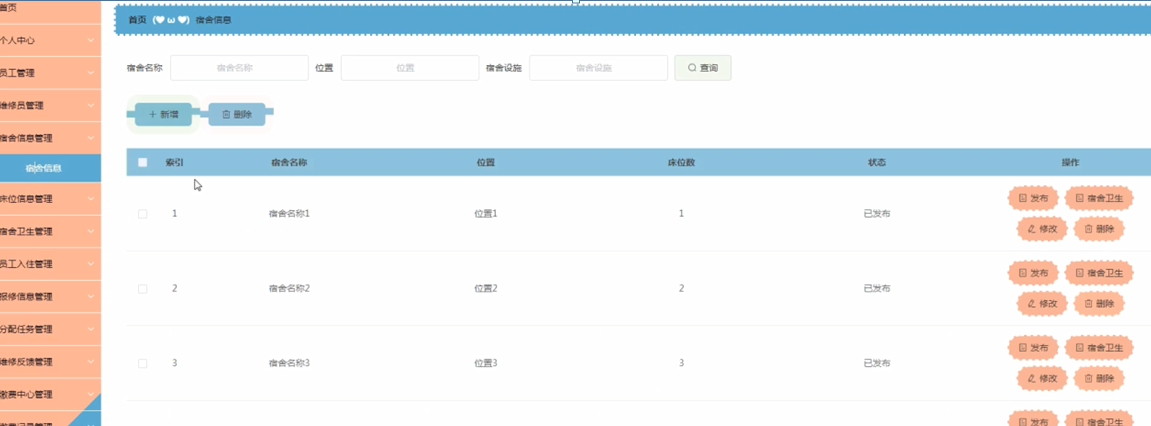 首页
个人中心
员工管理
维修员管理
宿舍信息管理
宿舍信息
床位信息管理
宿舍卫生管理
员工入住管理
报修信息管理
分配任务管理
维修反馈管理
缴费中心管理
首页 (♥ ω ♥) 宿舍信息
宿舍名称 宿舍名称 位置 位置 宿舍设施 宿舍设施 查询
新增 删除
索引 宿舍名称 位置 床位数 状态 操作
发布 宿舍卫生
1 宿舍名称1 位置1 1 已发布
修改 删除
发布 宿舍卫生
2 宿舍名称2 位置2 2 已发布
修改 删除
发布 宿舍卫生
3 宿舍名称3 位置3 3 已发布
修改 删除
发布 宿舍卫生